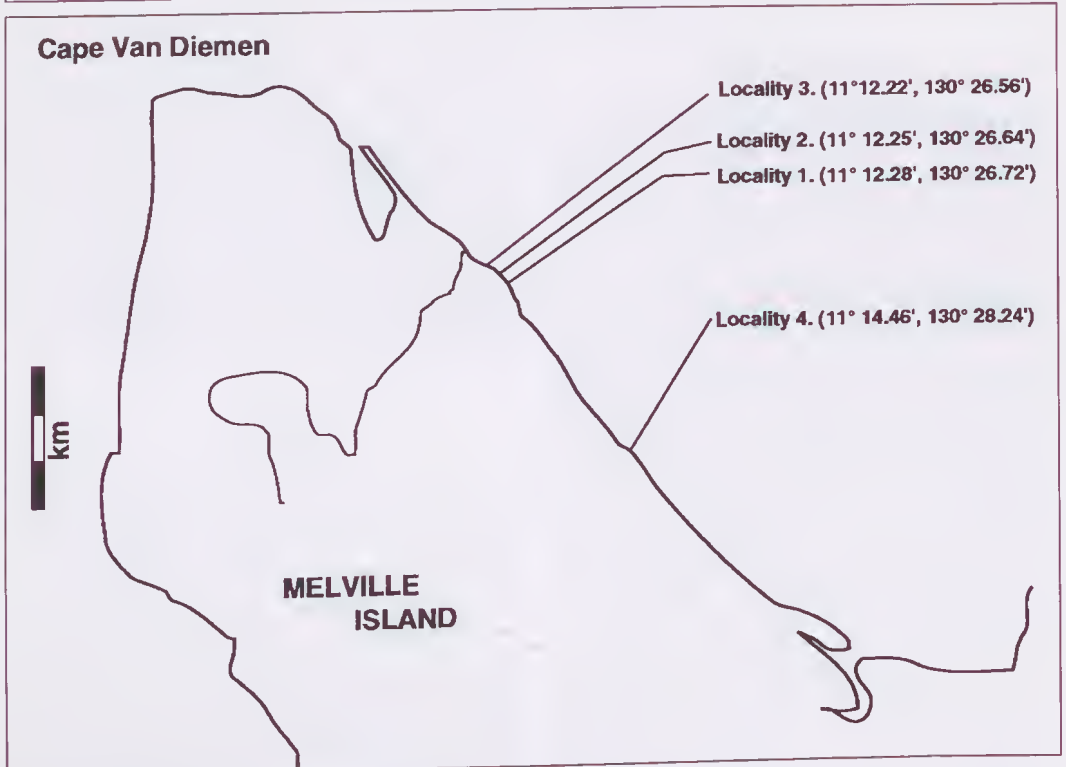 Cape Van Diemen
Locality 3. (11°12.22', 130° 26.56')
Locality 2. (11° 12.25', 130° 26.64')
Locality 1. (11° 12.28', 130° 26.72')
Locality 4. (11° 14.46', 130° 28.24')
km
MELVILLE
ISLAND